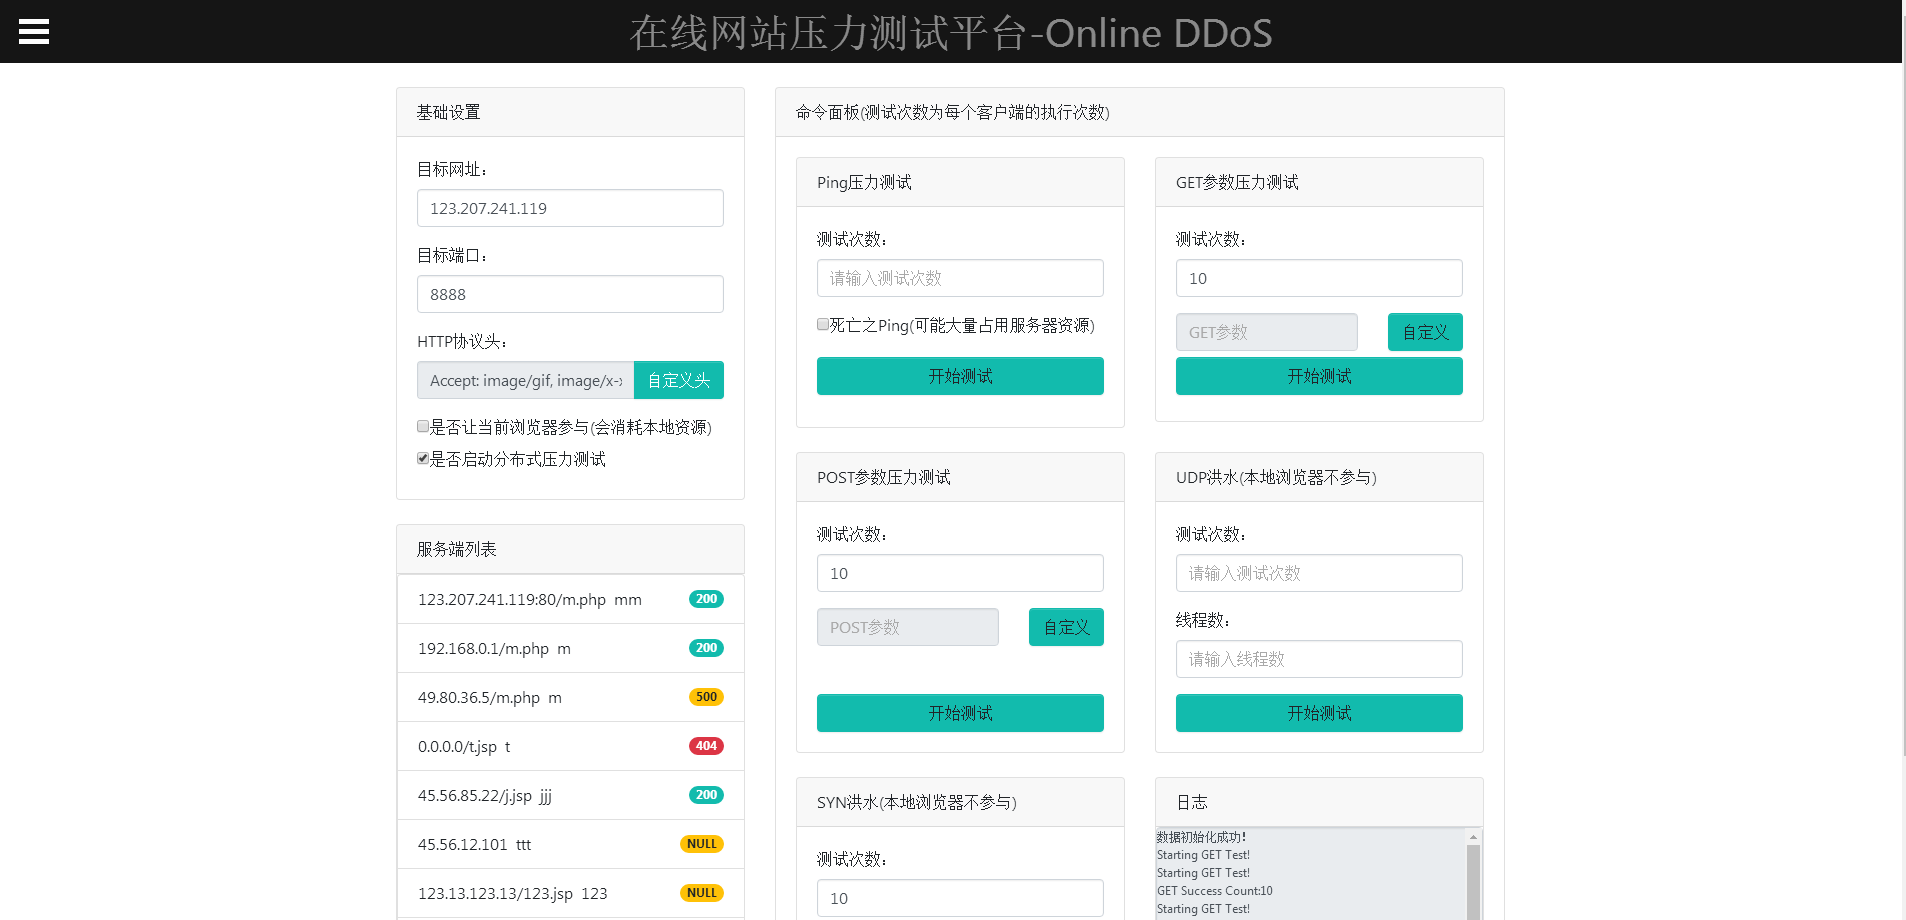 在线网站压力测试平台-Online DDoS
基础设置
目标网址：
123.207.241.119
目标端口：
8888
HTTP协议头：
Accept: image/gif, image/x-x
自定义头
是否让当前浏览器参与(会消耗本地资源)
是否启动分布式压力测试
服务端列表
123.207.241.119:80/m.php mm 200
192.168.0.1/m.php m 200
49.80.36.5/m.php m 500
0.0.0.0/t.jsp t 404
45.56.85.22/j.jsp jjj 200
45.56.12.101 ttt NULL
123.13.123.13/123.jsp 123 NULL
命令面板(测试次数为每个客户端的执行次数)
Ping压力测试
测试次数：
请输入测试次数
死亡之Ping(可能大量占用服务器资源)
开始测试
GET参数压力测试
测试次数：
10
GET参数
自定义
开始测试
POST参数压力测试
测试次数：
10
POST参数
自定义
开始测试
UDP洪水(本地浏览器不参与)
测试次数：
请输入测试次数
线程数：
请输入线程数
开始测试
SYN洪水(本地浏览器不参与)
测试次数：
10
日志
数据初始化成功！
Starting GET Test!
Starting GET Test!
GET Success Count:10
Starting GET Test!